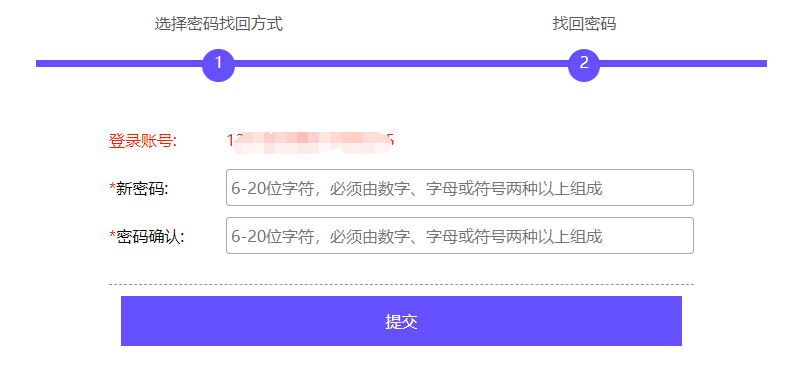 选择密码找回方式
找回密码
1
2
登录账号:
*新密码:
6-20位字符，必须由数字、字母或符号两种以上组成
*密码确认:
6-20位字符，必须由数字、字母或符号两种以上组成
提交